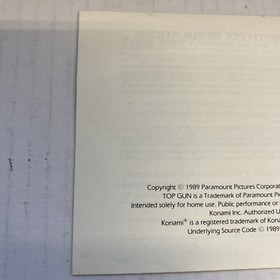 Copyright © 1989 Paramount Pictures Corporat
TOP GUN is a Trademark of Paramount Pic
Intended solely for home use. Public performance or
Konami Inc. Authorized U
Konami® is a registered trademark of Kona
Underlying Source Code © 1989